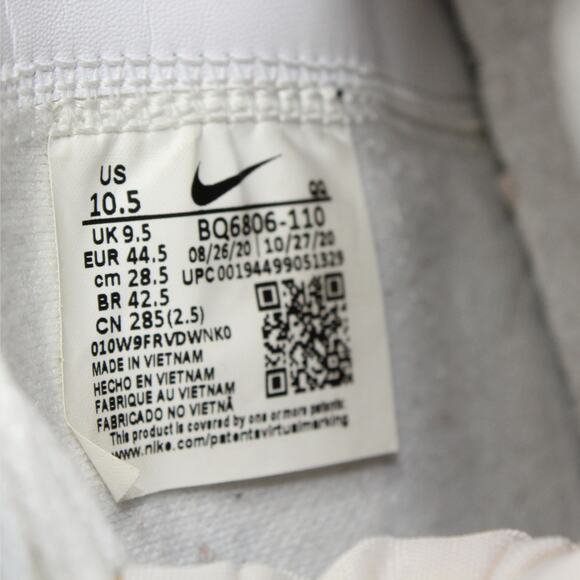 US
10.5
QG
UK 9.5
BQ6806-110
EUR 44.5
08/26/20 | 10/27/20
cm 28.5
UPC 00194499051329
BR 42.5
CN 285(2.5)
010W9FRVDWNK0
MADE IN VIETNAM
HECHO EN VIETNAM
FABRIQUE AU VIETNAM
FABRICADO NO VIETNÃ
This product is covered by one or more patents:
www.nike.com/patentsvirtualmarking